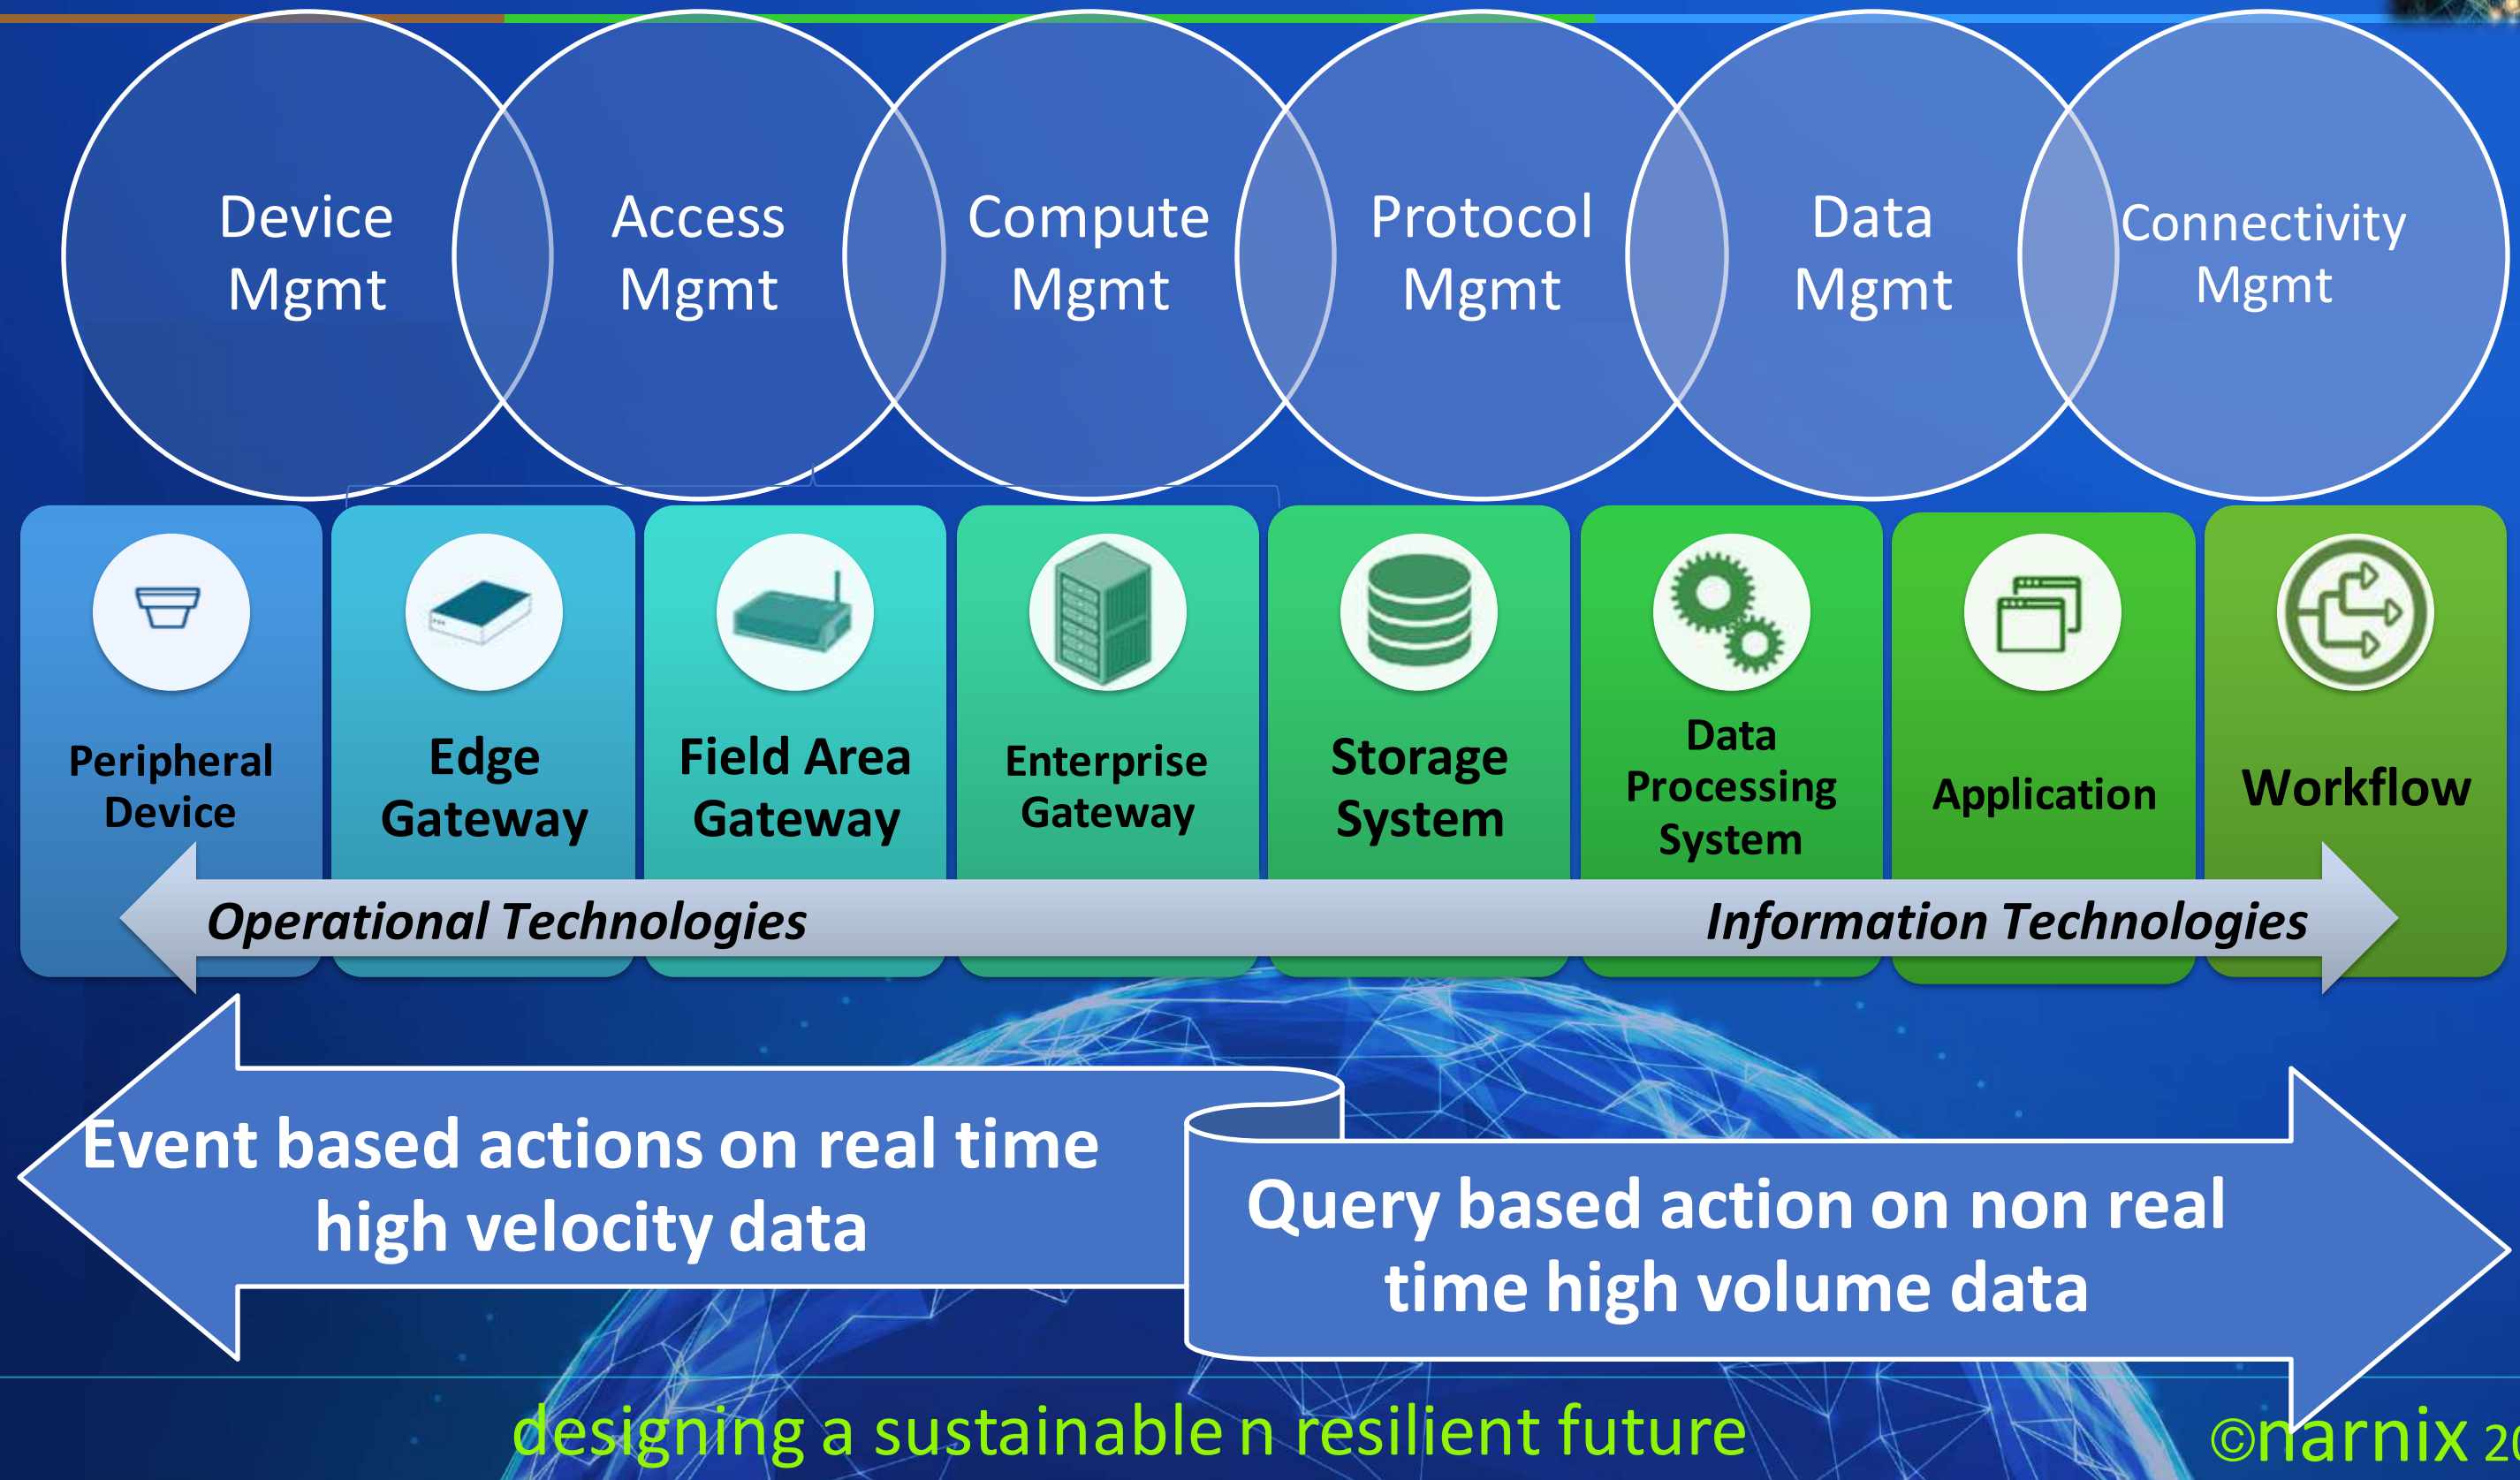 Device
Mgmt
Access
Mgmt
Compute
Mgmt
Protocol
Mgmt
Data
Mgmt
Connectivity
Mgmt
Peripheral
Device
Edge
Gateway
Field Area
Gateway
Enterprise
Gateway
Storage
System
Data
Processing
System
Application
Workflow
Operational Technologies
Information Technologies
Event based actions on real time
high velocity data
Query based action on non real
time high volume data
designing a sustainable n resilient future
©narnix